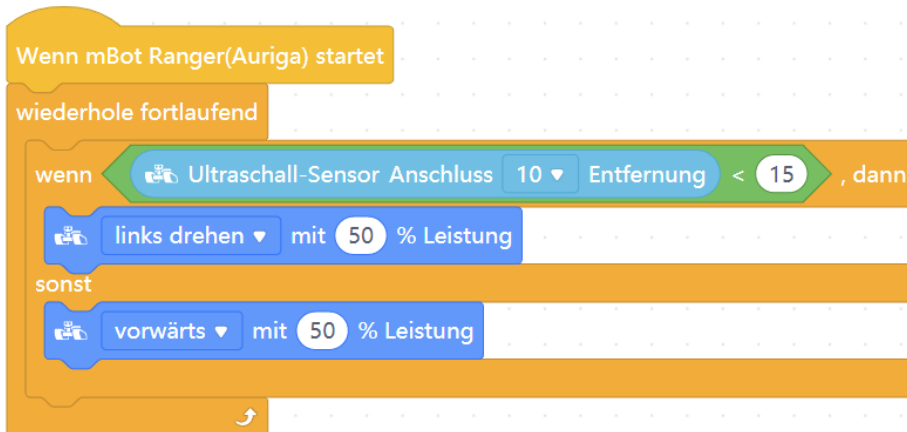 Wenn mBot Ranger(Auriga) startet
wiederhole fortlaufend
wenn Ultraschall-Sensor Anschluss 10 Entfernung < 15 , dann
links drehen mit 50 % Leistung
sonst
vorwärts mit 50 % Leistung